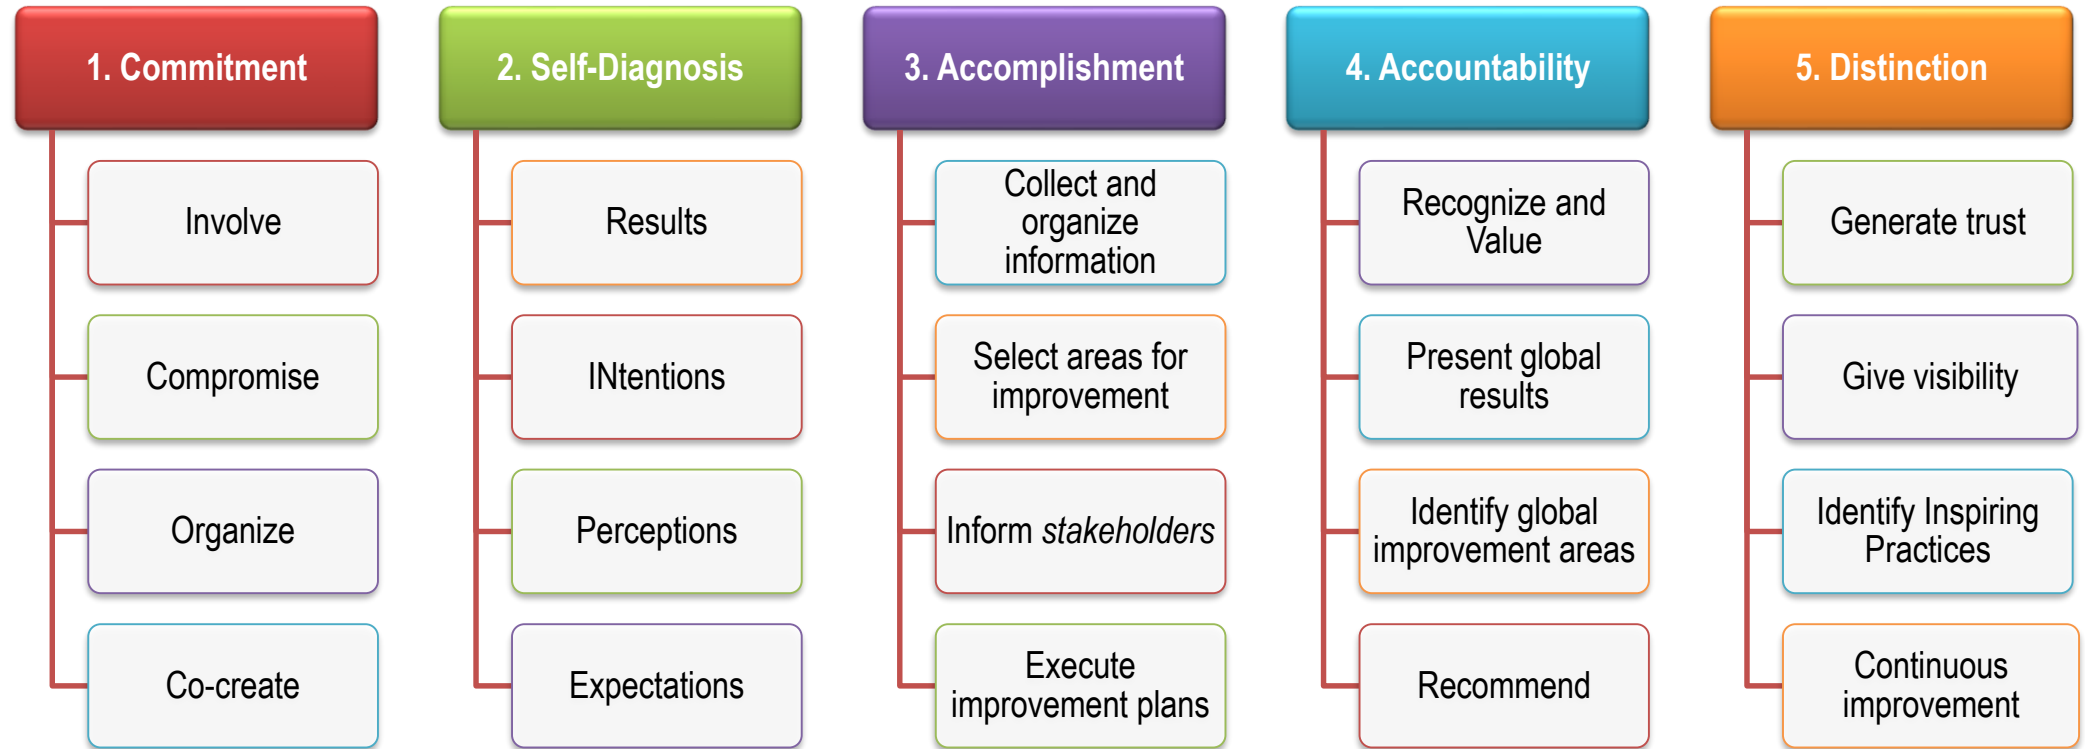 1. Commitment
Involve
Compromise
Organize
Co-create
2. Self-Diagnosis
Results
INtentions
Perceptions
Expectations
3. Accomplishment
Collect and
organize
information
Select areas for
improvement
Inform stakeholders
Execute
improvement plans
4. Accountability
Recognize and
Value
Present global
results
Identify global
improvement areas
Recommend
5. Distinction
Generate trust
Give visibility
Identify Inspiring
Practices
Continuous
improvement